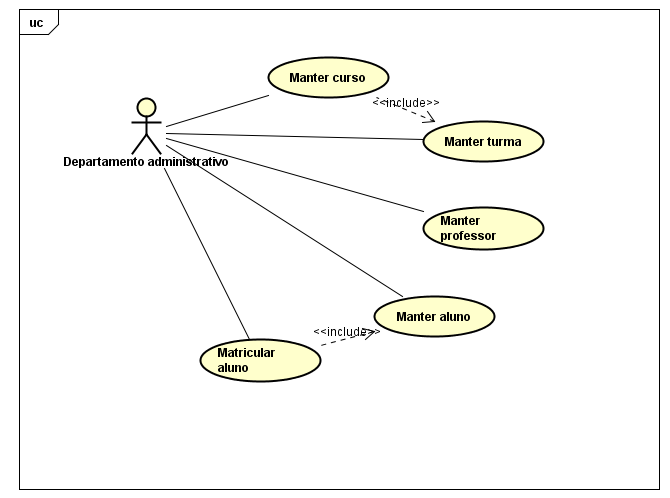 uc
Manter curso
<<include>>
Manter turma
Departamento administrativo
Manter
professor
Manter aluno
<<include>>
Matricular
aluno